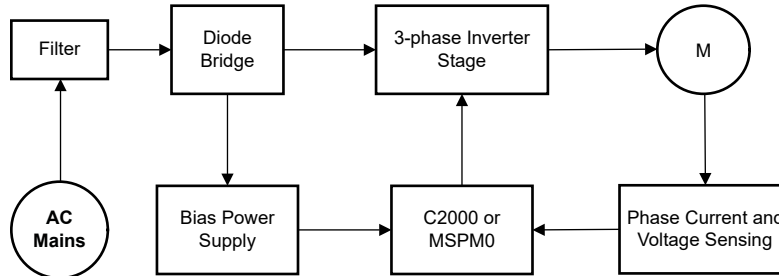 Filter
Diode
Bridge
3-phase Inverter
Stage
M
AC
Mains
Bias Power
Supply
C2000 or
MSPM0
Phase Current and
Voltage Sensing